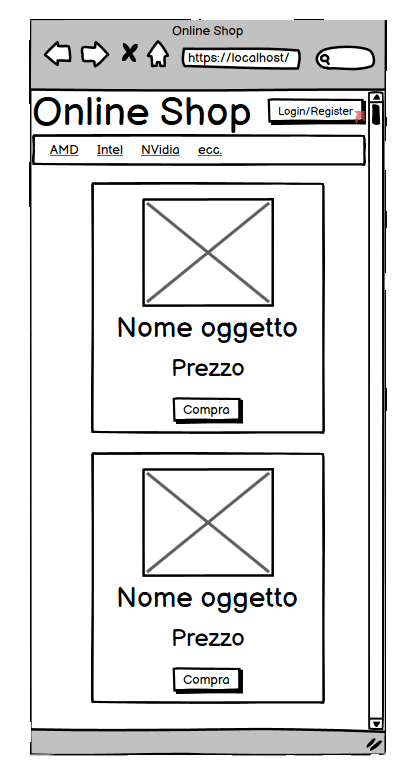 Online Shop
https://localhost/
Online Shop
Login/Register
AMD Intel NVidia ecc.
Nome oggetto
Prezzo
Compra
Nome oggetto
Prezzo
Compra